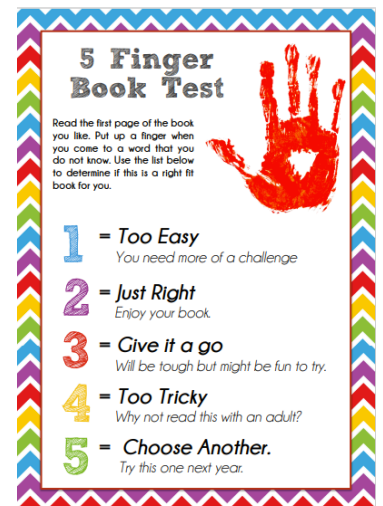 5 Finger
Book Test
Read the first page of the book
you like. Put up a finger when
you come to a word that you
do not know. Use the list below
to determine if this is a right fit
book for you.
1 = Too Easy
You need more of a challenge
2 = Just Right
Enjoy your book.
3 = Give it a go
Will be tough but might be fun to try.
4 = Too Tricky
Why not read this with an adult?
5 = Choose Another.
Try this one next year.